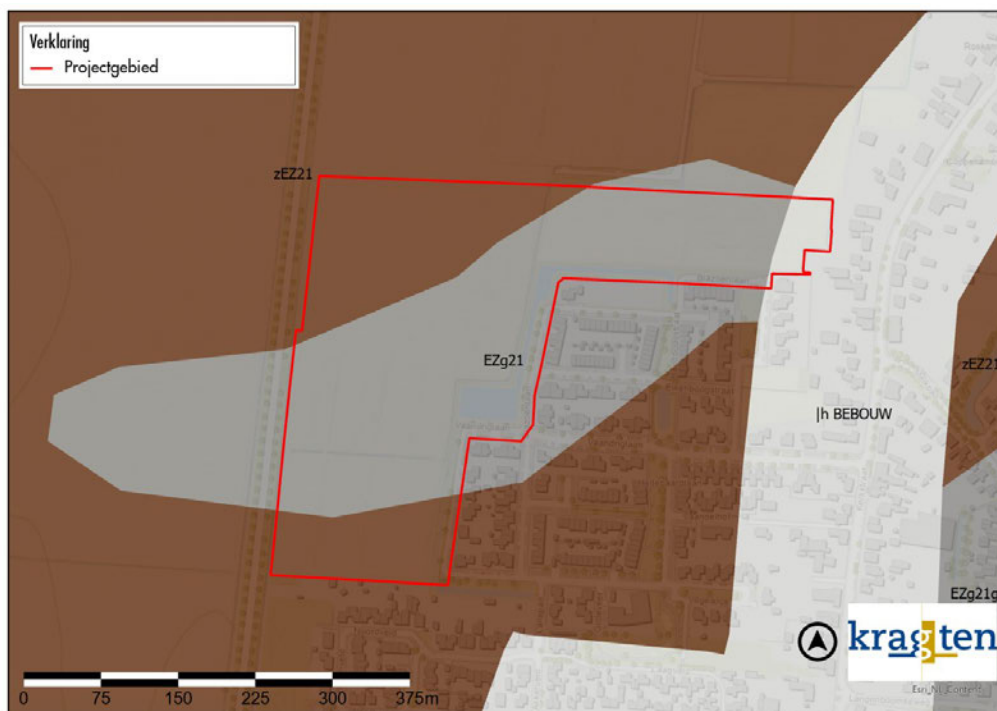 Verklaring
Projectgebied
zEZ21
EZg21
zEZ21
|h BEBOUW
EZg21g
kragten
0 75 150 225 300 375m
Esri_NL_Content